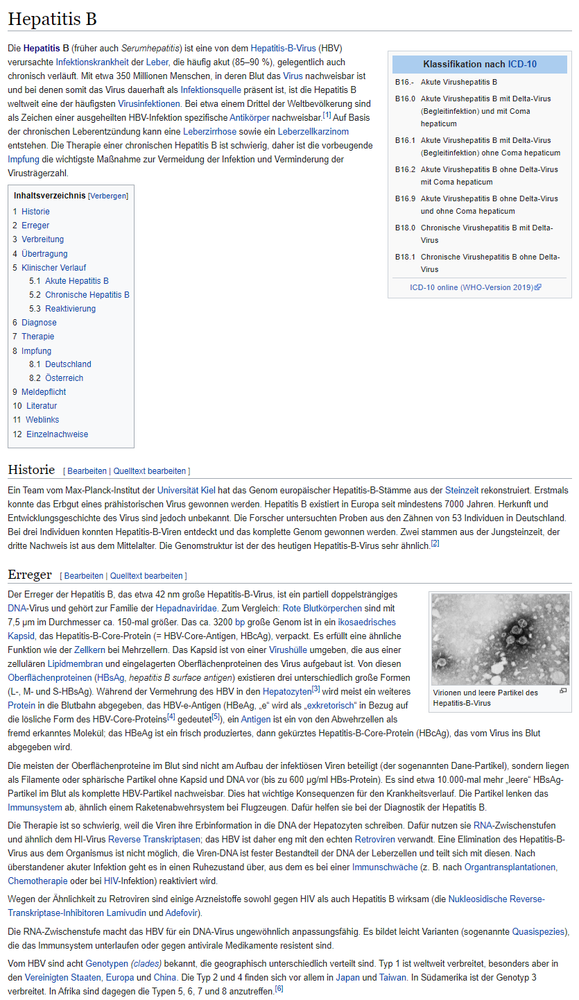 Hepatitis B
Die Hepatitis B (früher auch Serumhepatitis) ist eine von dem Hepatitis-B-Virus (HBV)
verursachte Infektionskrankheit der Leber, die häufig akut (85–90 %), gelegentlich auch
chronisch verläuft. Mit etwa 350 Millionen Menschen, in deren Blut das Virus nachweisbar ist
und bei denen somit das Virus dauerhaft als Infektionsquelle präsent ist, ist die Hepatitis B
weltweit eine der häufigsten Virusinfektionen. Bei etwa einem Drittel der Weltbevölkerung sind
als Zeichen einer ausgeheilten HBV-Infektion spezifische Antikörper nachweisbar.[1] Auf Basis
der chronischen Leberentzündung kann eine Leberzirrhose sowie ein Leberzellkarzinom
entstehen. Die Therapie einer chronischen Hepatitis B ist schwierig, daher ist die vorbeugende
Impfung die wichtigste Maßnahme zur Vermeidung der Infektion und Verminderung der
Virusträgerzahl.
Klassifikation nach ICD-10
B16.- Akute Virushepatitis B
B16.0 Akute Virushepatitis B mit Delta-Virus
(Begleitinfektion) und mit Coma
hepaticum
B16.1 Akute Virushepatitis B mit Delta-Virus
(Begleitinfektion) ohne Coma hepaticum
B16.2 Akute Virushepatitis B ohne Delta-Virus
mit Coma hepaticum
B16.9 Akute Virushepatitis B ohne Delta-Virus
und ohne Coma hepaticum
B18.0 Chronische Virushepatitis B mit Delta-
Virus
B18.1 Chronische Virushepatitis B ohne Delta-
Virus
ICD-10 online (WHO-Version 2019)
Inhaltsverzeichnis [Verbergen]
1 Historie
2 Erreger
3 Verbreitung
4 Übertragung
5 Klinischer Verlauf
5.1 Akute Hepatitis B
5.2 Chronische Hepatitis B
5.3 Reaktivierung
6 Diagnose
7 Therapie
8 Impfung
8.1 Deutschland
8.2 Österreich
9 Meldepflicht
10 Literatur
11 Weblinks
12 Einzelnachweise
Historie [ Bearbeiten | Quelltext bearbeiten ]
Ein Team vom Max-Planck-Institut der Universität Kiel hat das Genom europäischer Hepatitis-B-Stämme aus der Steinzeit rekonstruiert. Erstmals
konnte das Erbgut eines prähistorischen Virus gewonnen werden. Hepatitis B existiert in Europa seit mindestens 7000 Jahren. Herkunft und
Entwicklungsgeschichte des Virus sind jedoch unbekannt. Die Forscher untersuchten Proben aus den Zähnen von 53 Individuen in Deutschland.
Bei drei Individuen konnten Hepatitis-B-Viren entdeckt und das komplette Genom gewonnen werden. Zwei stammen aus der Jungsteinzeit, der
dritte Nachweis ist aus dem Mittelalter. Die Genomstruktur ist der des heutigen Hepatitis-B-Virus sehr ähnlich.[2]
Erreger [ Bearbeiten | Quelltext bearbeiten ]
Der Erreger der Hepatitis B, das etwa 42 nm große Hepatitis-B-Virus, ist ein partiell doppelsträngiges
DNA-Virus und gehört zur Familie der Hepadnaviridae. Zum Vergleich: Rote Blutkörperchen sind mit
7,5 µm im Durchmesser ca. 150-mal größer. Das ca. 3200 bp große Genom ist in ein ikosaedrisches
Kapsid, das Hepatitis-B-Core-Protein (= HBV-Core-Antigen, HBcAg), verpackt. Es erfüllt eine ähnliche
Funktion wie der Zellkern bei Mehrzellern. Das Kapsid ist von einer Virushülle umgeben, die aus einer
zellulären Lipidmembran und eingelagerten Oberflächenproteinen des Virus aufgebaut ist. Von diesen
Oberflächenproteinen (HBsAg, hepatitis B surface antigen) existieren drei unterschiedlich große Formen
(L-, M- und S-HBsAg). Während der Vermehrung des HBV in den Hepatozyten[3] wird meist ein weiteres
Protein in die Blutbahn abgegeben, das HBV-e-Antigen (HBeAg, „e“ wird als „exkretorisch“ in Bezug auf
die lösliche Form des HBV-Core-Proteins[4] gedeutet[5]), ein Antigen ist ein von den Abwehrzellen als
fremd erkanntes Molekül; das HBeAg ist ein frisch produziertes, dann gekürztes Hepatitis-B-Core-Protein (HBcAg), das vom Virus ins Blut
abgegeben wird.
Virionen und leere Partikel des
Hepatitis-B-Virus
Die meisten der Oberflächenproteine im Blut sind nicht am Aufbau der infektiösen Viren beteiligt (der sogenannten Dane-Partikel), sondern liegen
als Filamente oder sphärische Partikel ohne Kapsid und DNA vor (bis zu 600 µg/ml HBs-Protein). Es sind etwa 10.000-mal mehr „leere“ HBsAg-
Partikel im Blut als komplette HBV-Partikel nachweisbar. Dies hat wichtige Konsequenzen für den Krankheitsverlauf. Die Partikel lenken das
Immunsystem ab, ähnlich einem Raketenabwehrsystem bei Flugzeugen. Dafür helfen sie bei der Diagnostik der Hepatitis B.
Die Therapie ist so schwierig, weil die Viren ihre Erbinformation in die DNA der Hepatozyten schreiben. Dafür nutzen sie RNA-Zwischenstufen
und ähnlich dem HI-Virus Reverse Transkriptasen; das HBV ist daher eng mit den echten Retroviren verwandt. Eine Elimination des Hepatitis-B-
Virus aus dem Organismus ist nicht möglich, die Viren-DNA ist fester Bestandteil der DNA der Leberzellen und teilt sich mit diesen. Nach
überstandener akuter Infektion geht es in einen Ruhezustand über, aus dem es bei einer Immunschwäche (z. B. nach Organtransplantationen,
Chemotherapie oder bei HIV-Infektion) reaktiviert wird.
Wegen der Ähnlichkeit zu Retroviren sind einige Arzneistoffe sowohl gegen HIV als auch Hepatitis B wirksam (die Nukleosidische Reverse-
Transkriptase-Inhibitoren Lamivudin und Adefovir).
Die RNA-Zwischenstufe macht das HBV für ein DNA-Virus ungewöhnlich anpassungsfähig. Es bildet leicht Varianten (sogenannte Quasispezies),
die das Immunsystem unterlaufen oder gegen antivirale Medikamente resistent sind.
Vom HBV sind acht Genotypen (clades) bekannt, die geographisch unterschiedlich verteilt sind. Typ 1 ist weltweit verbreitet, besonders aber in
den Vereinigten Staaten, Europa und China. Die Typ 2 und 4 finden sich vor allem in Japan und Taiwan. In Südamerika ist der Genotyp 3
verbreitet. In Afrika sind dagegen die Typen 5, 6, 7 und 8 anzutreffen.[6]